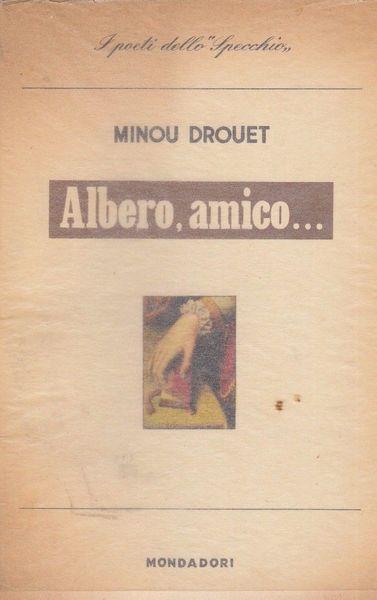 I poeti dello "Specchio„
MINOU DROUET
Albero, amico...
MONDADORI